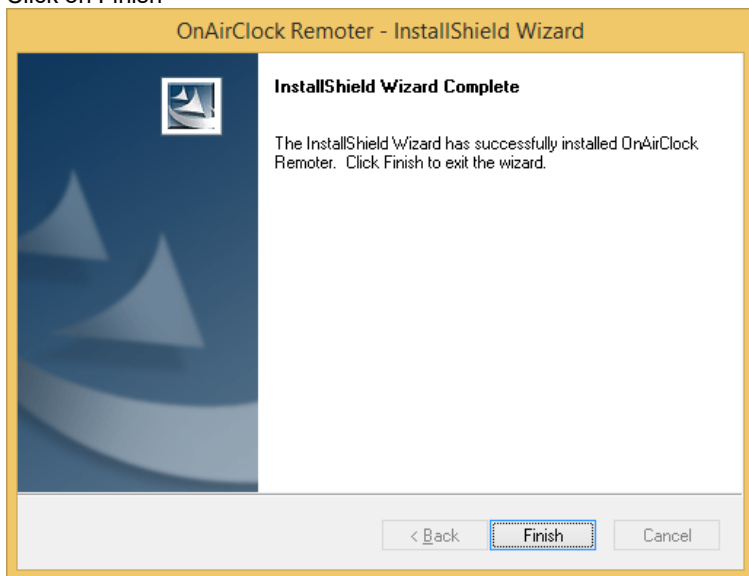 Click on Finish
OnAirClock Remoter - InstallShield Wizard
InstallShield Wizard Complete
The InstallShield Wizard has successfully installed OnAirClock
Remoter. Click Finish to exit the wizard.
< Back Finish Cancel